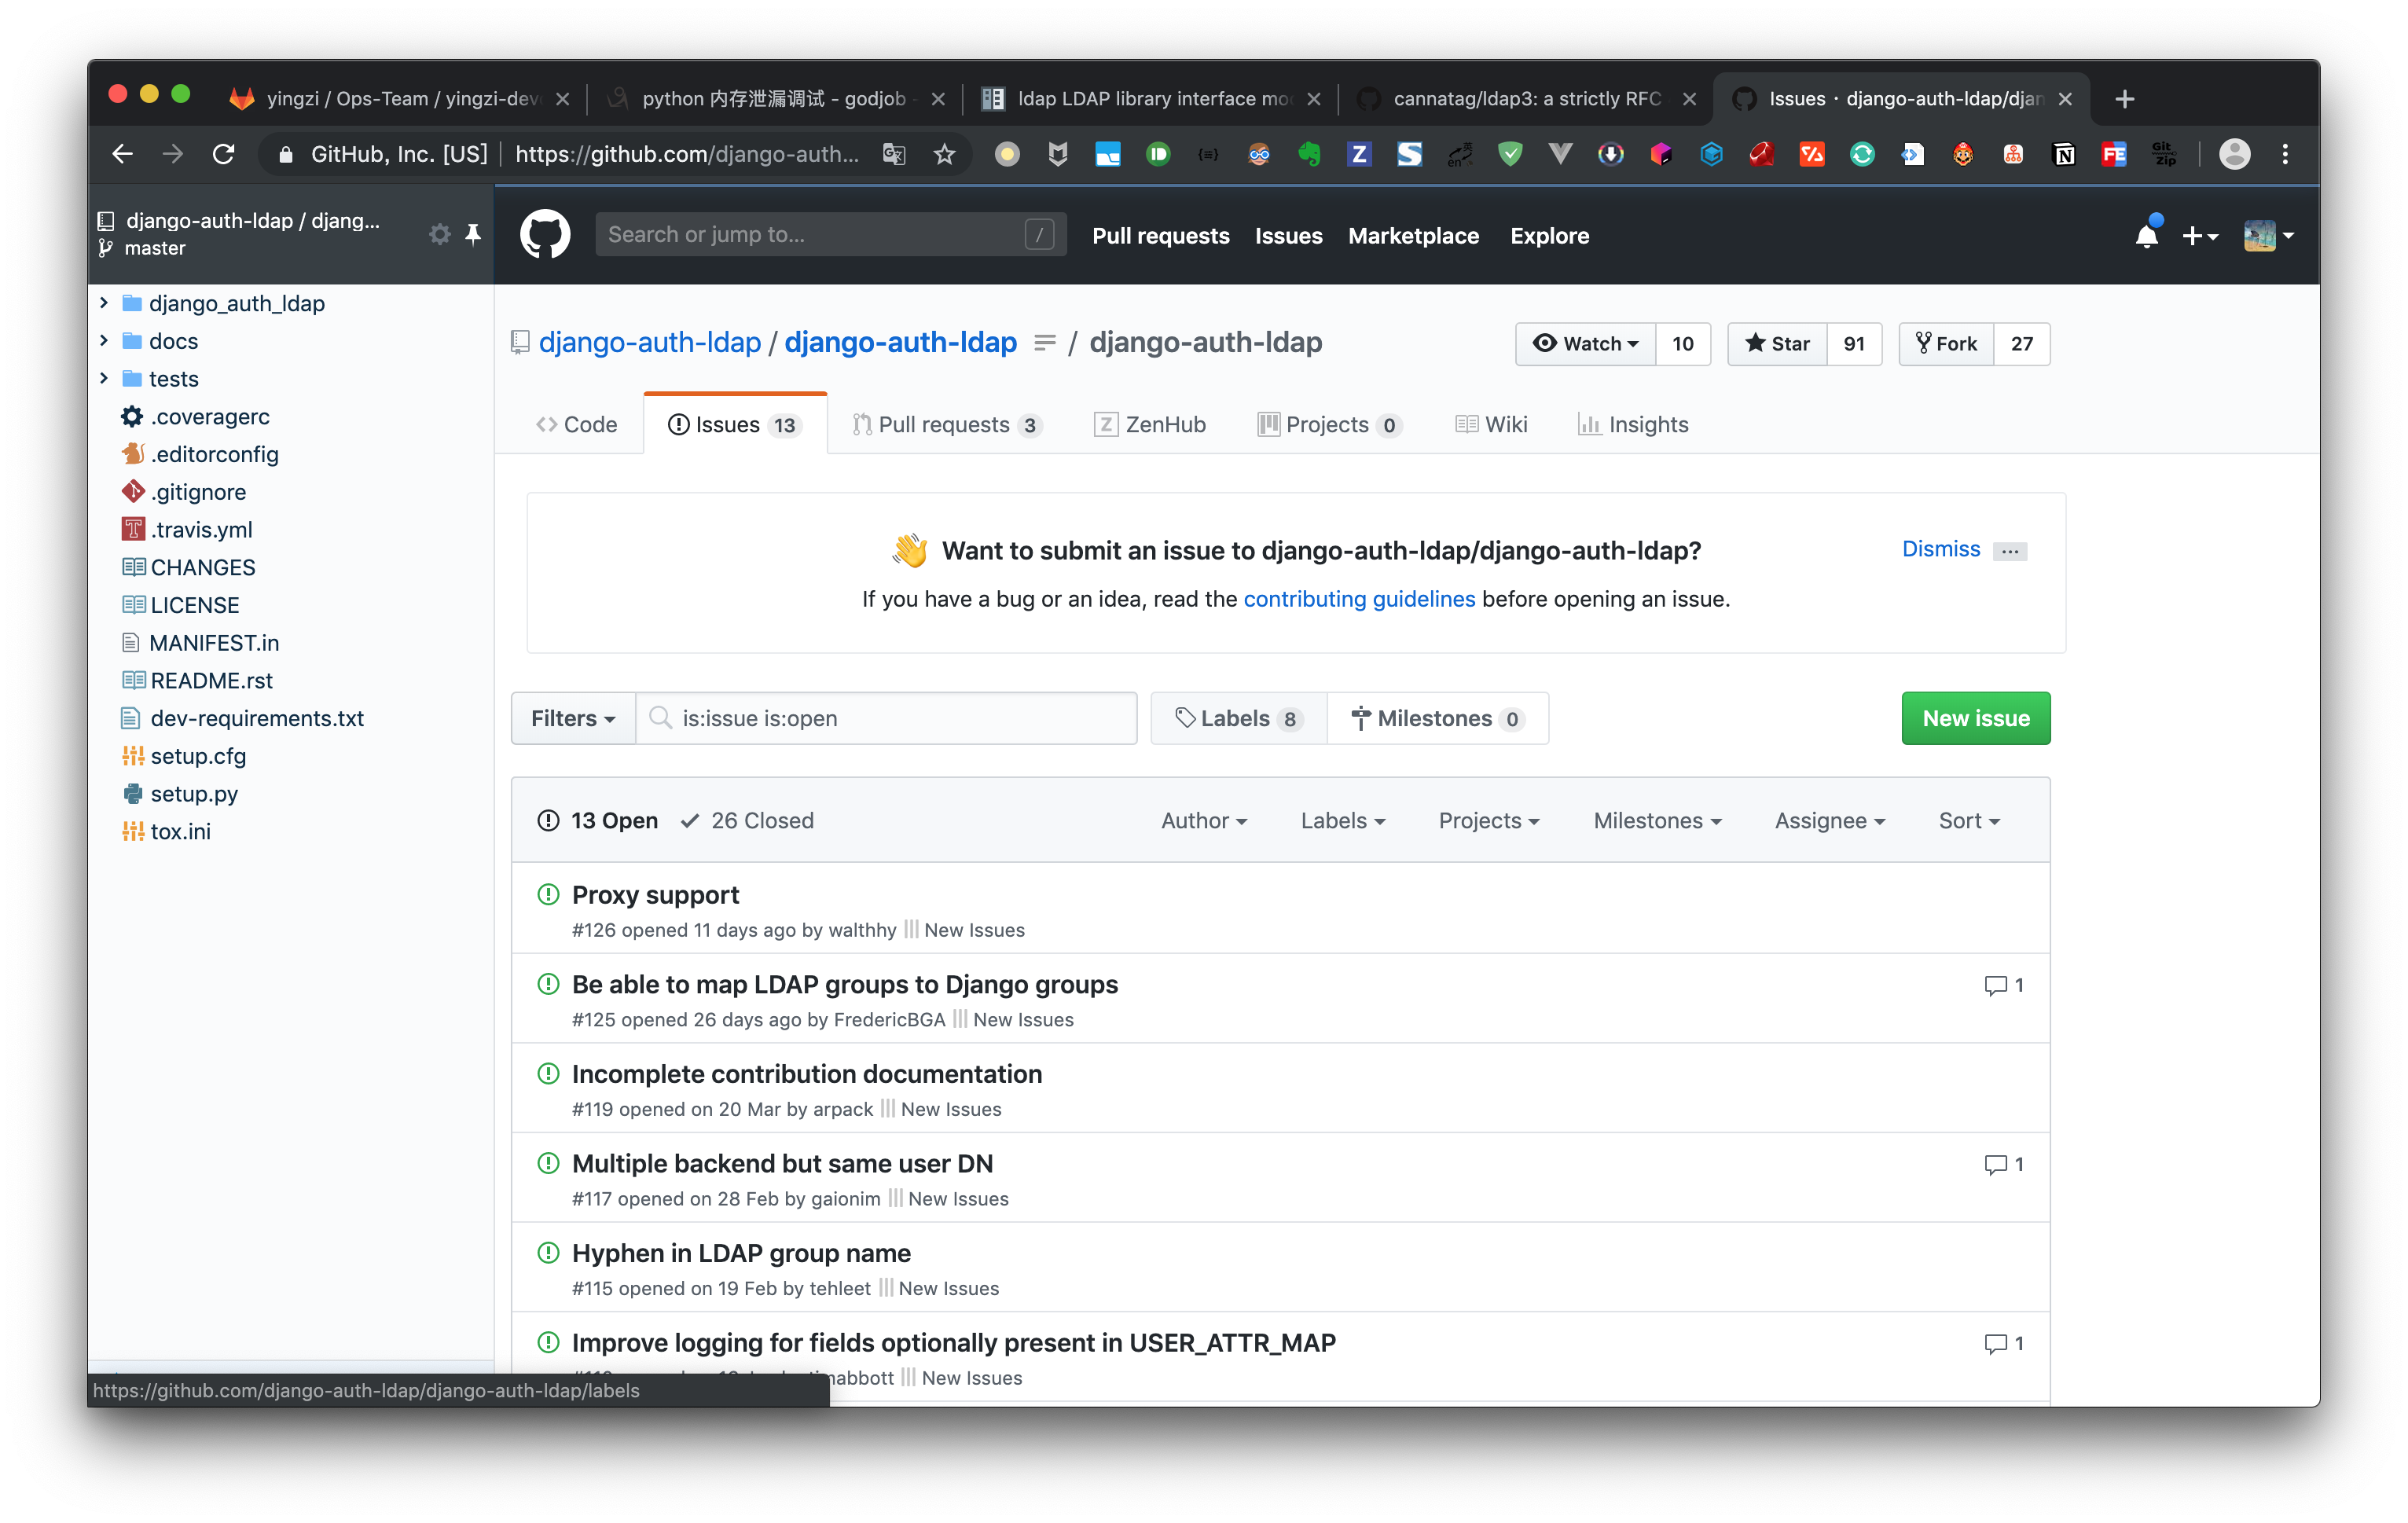 yingzi / Ops-Team / yingzi-dev
python 内存泄漏调试 - godjob -
ldap LDAP library interface mo
cannatag/ldap3: a strictly RFC
Issues · django-auth-ldap/djan
GitHub, Inc. [US] https://github.com/django-auth...
django-auth-ldap / djang...
master
Search or jump to...
/
Pull requests
Issues
Marketplace
Explore
django_auth_ldap
docs
tests
.coveragerc
.editorconfig
.gitignore
.travis.yml
CHANGES
LICENSE
MANIFEST.in
README.rst
dev-requirements.txt
setup.cfg
setup.py
tox.ini
django-auth-ldap / django-auth-ldap / django-auth-ldap
Watch 10
Star 91
Fork 27
Code
Issues 13
Pull requests 3
ZenHub
Projects 0
Wiki
Insights
👋 Want to submit an issue to django-auth-ldap/django-auth-ldap?
Dismiss ...
If you have a bug or an idea, read the contributing guidelines before opening an issue.
Filters
is:issue is:open
Labels 8
Milestones 0
New issue
13 Open
26 Closed
Author
Labels
Projects
Milestones
Assignee
Sort
Proxy support
#126 opened 11 days ago by walthhy New Issues
Be able to map LDAP groups to Django groups
1
#125 opened 26 days ago by FredericBGA New Issues
Incomplete contribution documentation
#119 opened on 20 Mar by arpack New Issues
Multiple backend but same user DN
1
#117 opened on 28 Feb by gaionim New Issues
Hyphen in LDAP group name
#115 opened on 19 Feb by tehleet New Issues
Improve logging for fields optionally present in USER_ATTR_MAP
1
New Issues
https://github.com/django-auth-ldap/django-auth-ldap/labels